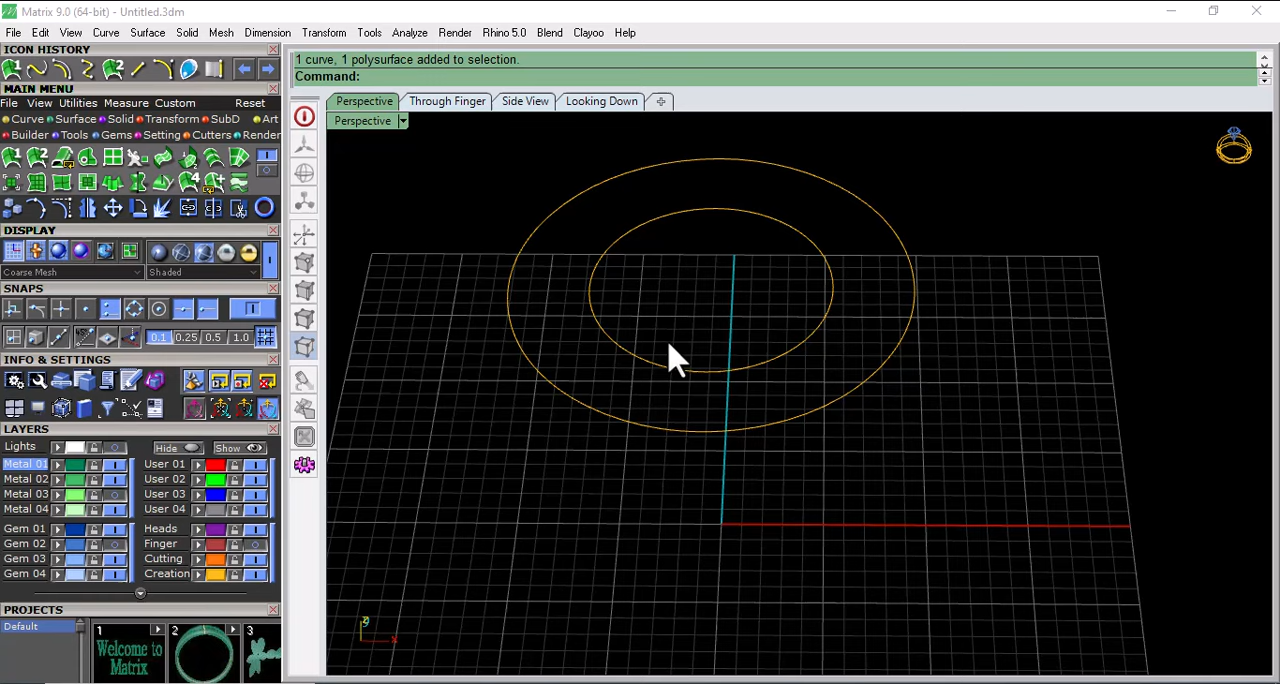 Matrix 9.0 (64-bit) - Untitled.3dm
File Edit View Curve Surface Solid Mesh Dimension Transform Tools Analyze Render Rhino 5.0 Blend Clayoo Help
ICON HISTORY
1 curve, 1 polysurface added to selection.
Command:
MAIN MENU
File View Utilities Measure Custom Reset
Curve Surface Solid Transform SubD Art
Builder Tools Gems Setting Cutters Render
Perspective Through Finger Side View Looking Down
Perspective
DISPLAY
Coarse Mesh Shaded
SNAPS
0.1 0.25 0.5 1.0
INFO & SETTINGS
LAYERS
Lights Hide Show
Metal 01 User 01
Metal 02 User 02
Metal 03 User 03
Metal 04 User 04
Gem 01 Heads
Gem 02 Finger
Gem 03 Cutting
Gem 04 Creation
PROJECTS
Default
1 2 3
Welcome to
Matrix
z
x